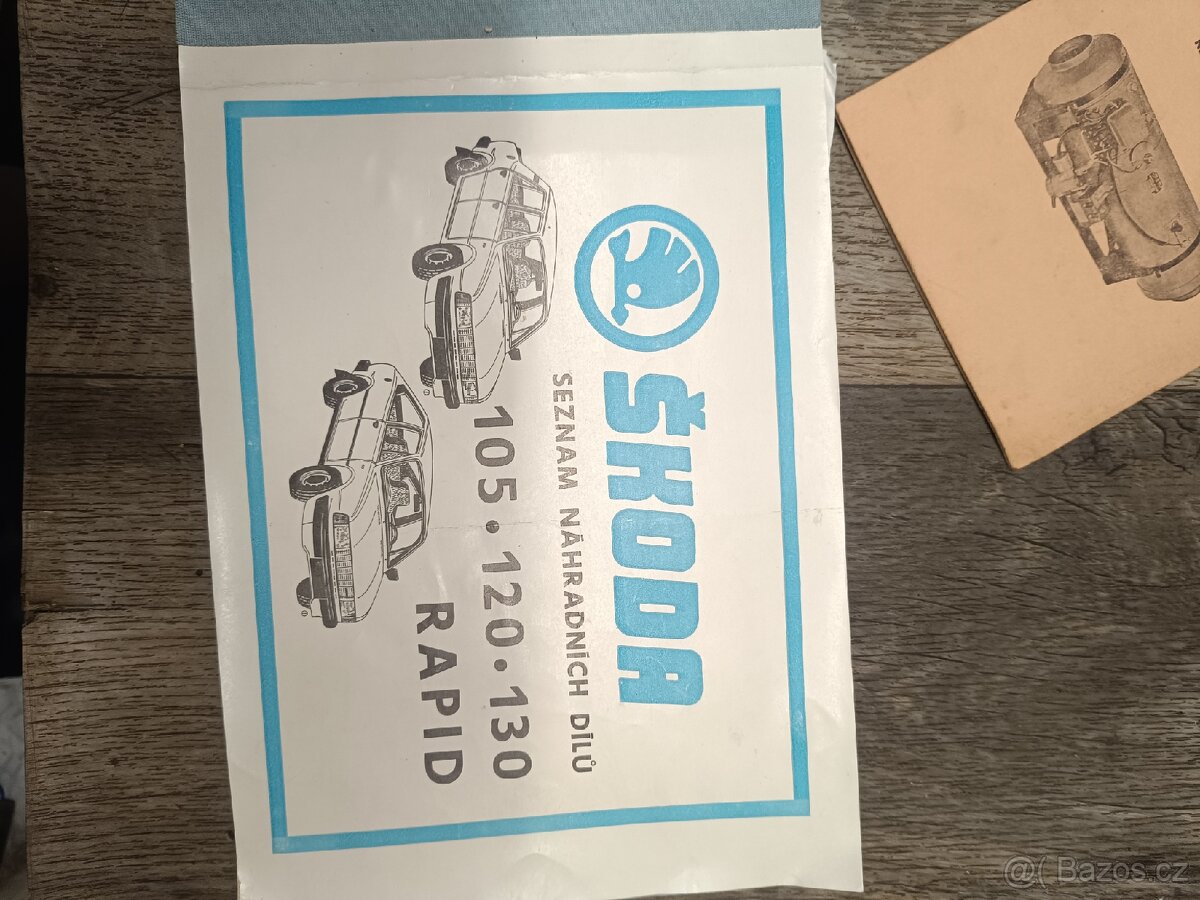 ŠKODA
SEZNAM NÁHRADNÍCH DÍLŮ
105·120·130
RAPID
@( Bazos.cz